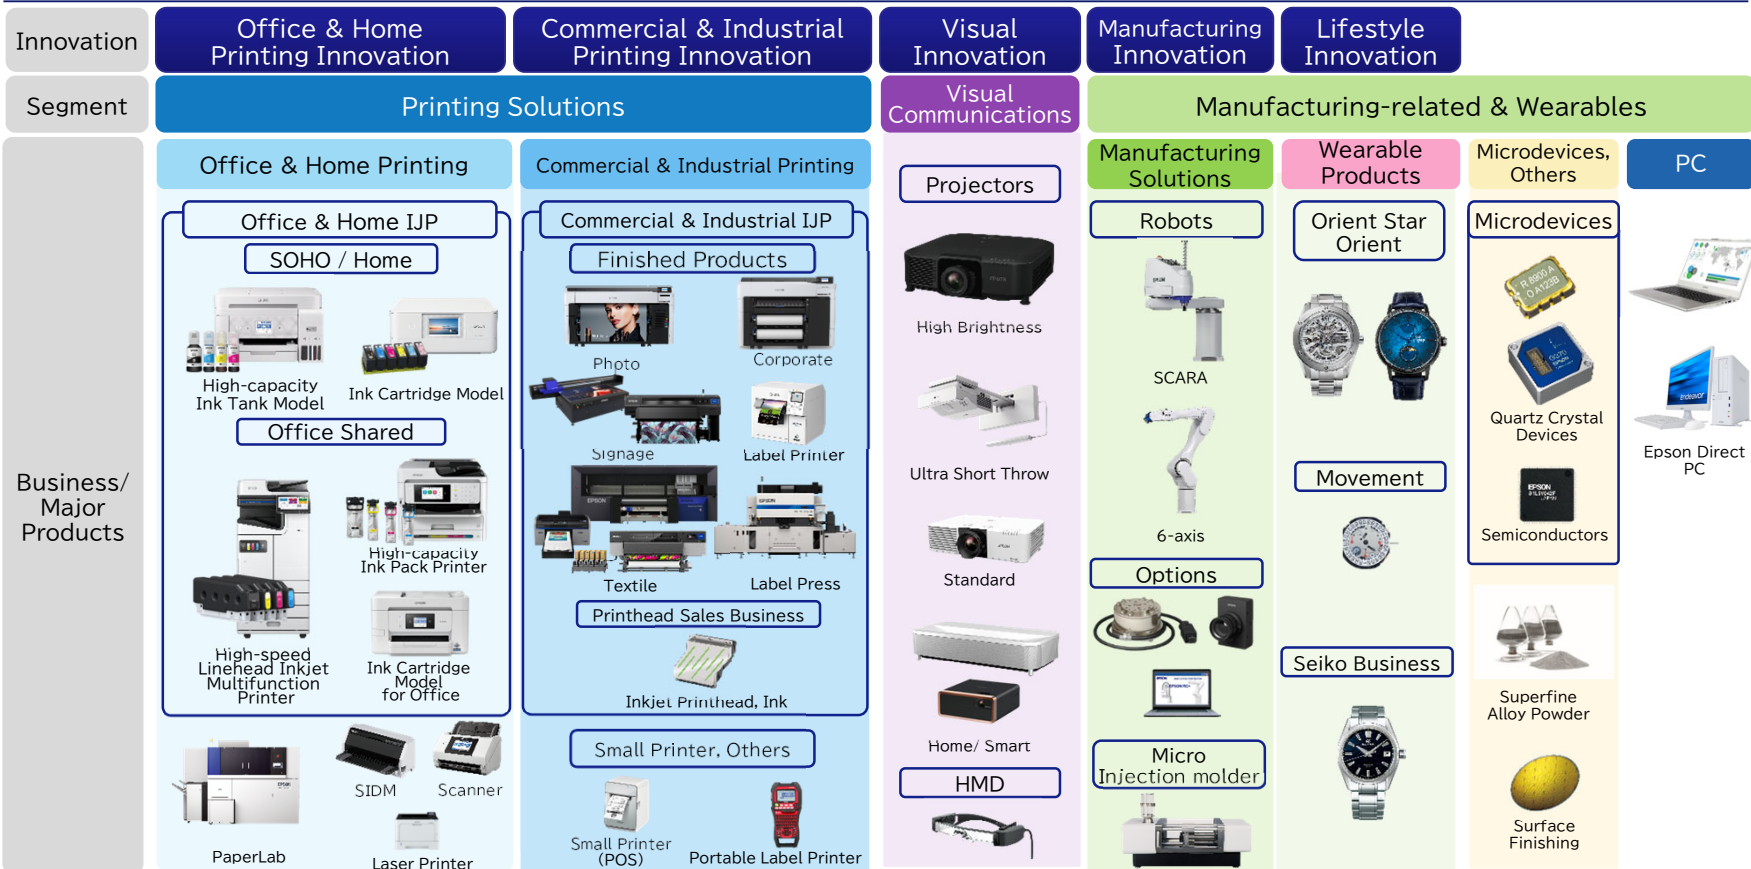 Innovation
Office & Home
Printing Innovation
Commercial & Industrial
Printing Innovation
Visual
Innovation
Manufacturing
Innovation
Lifestyle
Innovation
Segment
Printing Solutions
Visual
Communications
Manufacturing-related & Wearables
Business/
Major
Products
Office & Home Printing
Office & Home IJP
SOHO / Home
High-capacity
Ink Tank Model
Ink Cartridge Model
Office Shared
High-capacity
Ink Pack Printer
High-speed
Linehead Inkjet
Multifunction
Printer
Ink Cartridge
Model
for Office
PaperLab
SIDM
Scanner
Laser Printer
Commercial & Industrial Printing
Commercial & Industrial IJP
Finished Products
Photo
Corporate
Signage
Label Printer
EPSON
EPSON
Textile
Label Press
Printhead Sales Business
Inkjet Printhead, Ink
Small Printer, Others
Small Printer
(POS)
Portable Label Printer
Projectors
High Brightness
Ultra Short Throw
Standard
Home/ Smart
HMD
Manufacturing
Solutions
Robots
SCARA
6-axis
Options
Micro
Injection molder
Wearable
Products
Orient Star
Orient
Movement
Seiko Business
Microdevices,
Others
Microdevices
R 8900 A
O A123B
Quartz Crystal
Devices
EPSON
Semiconductors
Superfine
Alloy Powder
Surface
Finishing
PC
Endeavor
Epson Direct
PC